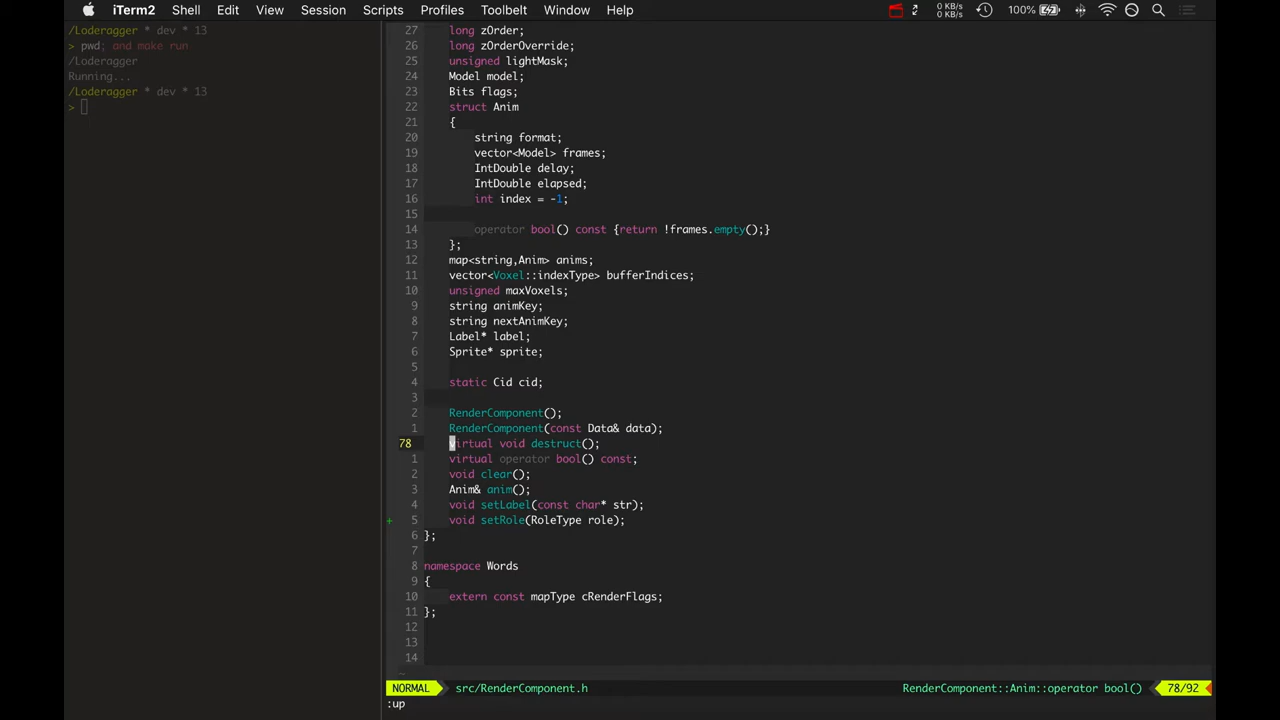 iTerm2 Shell Edit View Session Scripts Profiles Toolbelt Window Help 0 KB/s 0 KB/s 100%
/Loderagger * dev * 13
> pwd; and make run
/Loderagger
Running...
/Loderagger * dev * 13
>
27 long zOrder;
26 long zOrderOverride;
25 unsigned lightMask;
24 Model model;
23 Bits flags;
22 struct Anim
21 {
20 string format;
19 vector<Model> frames;
18 IntDouble delay;
17 IntDouble elapsed;
16 int index = -1;
15
14 operator bool() const {return !frames.empty();}
13 };
12 map<string,Anim> anims;
11 vector<Voxel::indexType> bufferIndices;
10 unsigned maxVoxels;
9 string animKey;
8 string nextAnimKey;
7 Label* label;
6 Sprite* sprite;
5
4 static Cid cid;
3
2 RenderComponent();
1 RenderComponent(const Data& data);
78 virtual void destruct();
1 virtual operator bool() const;
2 void clear();
3 Anim& anim();
4 void setLabel(const char* str);
+ 5 void setRole(RoleType role);
6 };
7
8 namespace Words
9 {
10 extern const mapType cRenderFlags;
11 };
12
13
14
~
NORMAL src/RenderComponent.h RenderComponent::Anim::operator bool() 78/92
:up